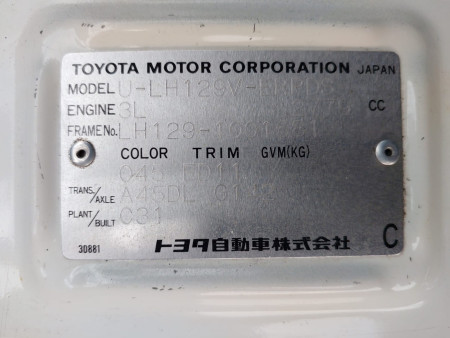 TOYOTA MOTOR CORPORATION JAPAN
MODEL U-LH129V-
ENGINE 3L CC
FRAME No. LH129-
COLOR TRIM GVM(KG)
TRANS./AXLE A45DL
PLANT/BUILT C31
30881 トヨタ自動車株式会社 C